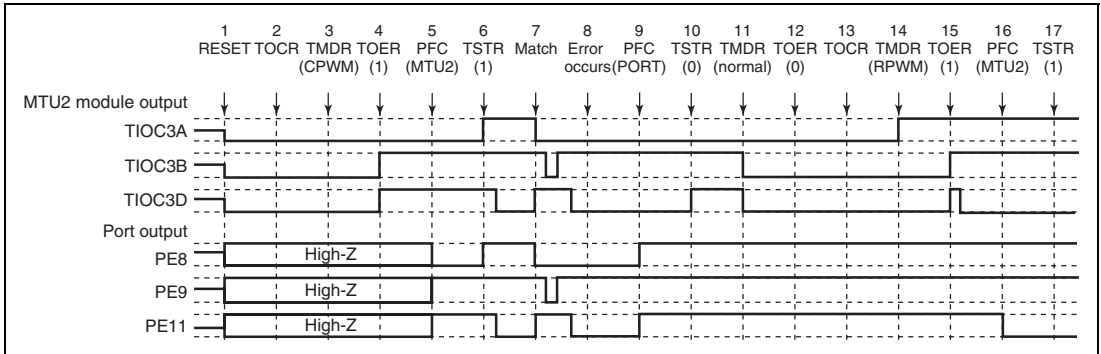 1 2 3 4 5 6 7 8 9 10 11 12 13 14 15 16 17
RESET TOCR TMDR TOER PFC TSTR Match Error PFC TSTR TMDR TOER TOCR TMDR TOER PFC TSTR
(CPWM) (1) (MTU2) (1) occurs (PORT) (0) (normal) (0) (RPWM) (1) (MTU2) (1)
MTU2 module output
TIOC3A
TIOC3B
TIOC3D
Port output
PE8 High-Z
PE9 High-Z
PE11 High-Z